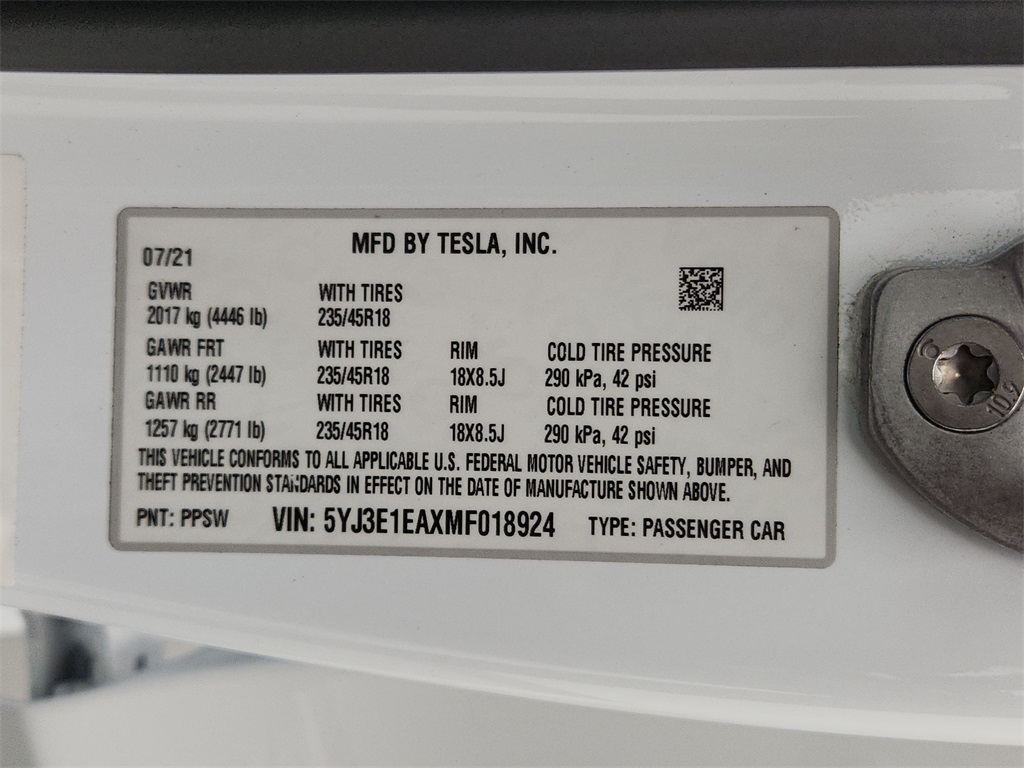 MFD BY TESLA, INC.
07/21
GVWR WITH TIRES
2017 kg (4446 lb) 235/45R18
GAWR FRT WITH TIRES RIM COLD TIRE PRESSURE
1110 kg (2447 lb) 235/45R18 18X8.5J 290 kPa, 42 psi
GAWR RR WITH TIRES RIM COLD TIRE PRESSURE
1257 kg (2771 lb) 235/45R18 18X8.5J 290 kPa, 42 psi
THIS VEHICLE CONFORMS TO ALL APPLICABLE U.S. FEDERAL MOTOR VEHICLE SAFETY, BUMPER, AND
THEFT PREVENTION STANDARDS IN EFFECT ON THE DATE OF MANUFACTURE SHOWN ABOVE.
PNT: PPSW VIN: 5YJ3E1EAXMF018924 TYPE: PASSENGER CAR
10.9